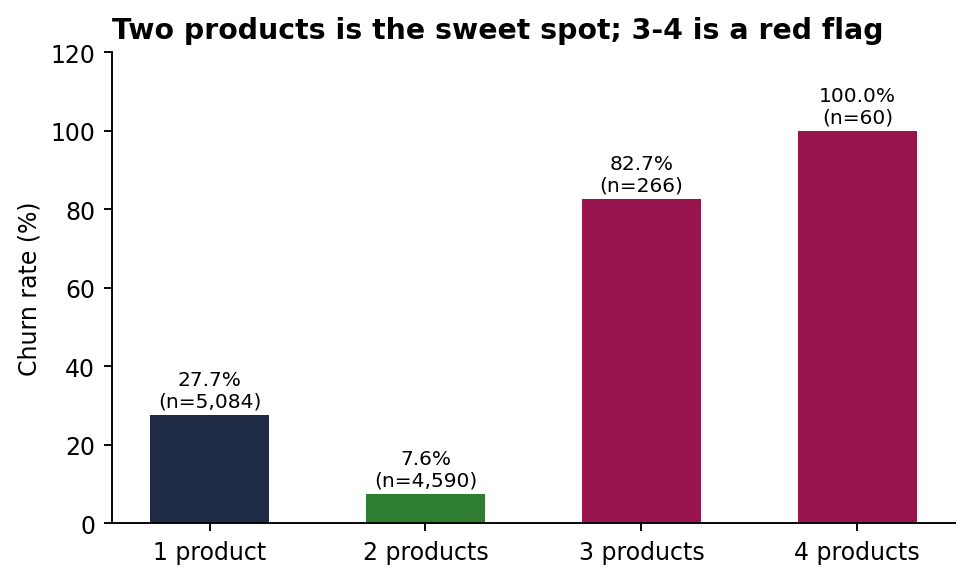 Two products is the sweet spot; 3-4 is a red flag
Churn rate (%)
120
100
80
60
40
20
0
27.7%
(n=5,084)
7.6%
(n=4,590)
82.7%
(n=266)
100.0%
(n=60)
1 product
2 products
3 products
4 products